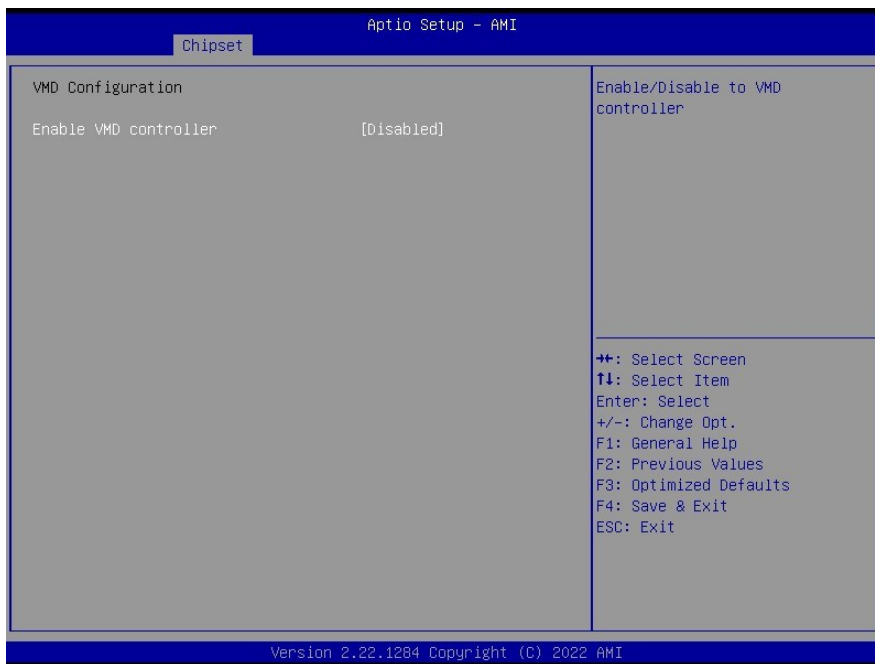 Aptio Setup – AMI
Chipset
VMD Configuration
Enable VMD controller [Disabled]
Enable/Disable to VMD
controller
→←: Select Screen
↑↓: Select Item
Enter: Select
+/-: Change Opt.
F1: General Help
F2: Previous Values
F3: Optimized Defaults
F4: Save & Exit
ESC: Exit
Version 2.22.1284 Copyright (C) 2022 AMI